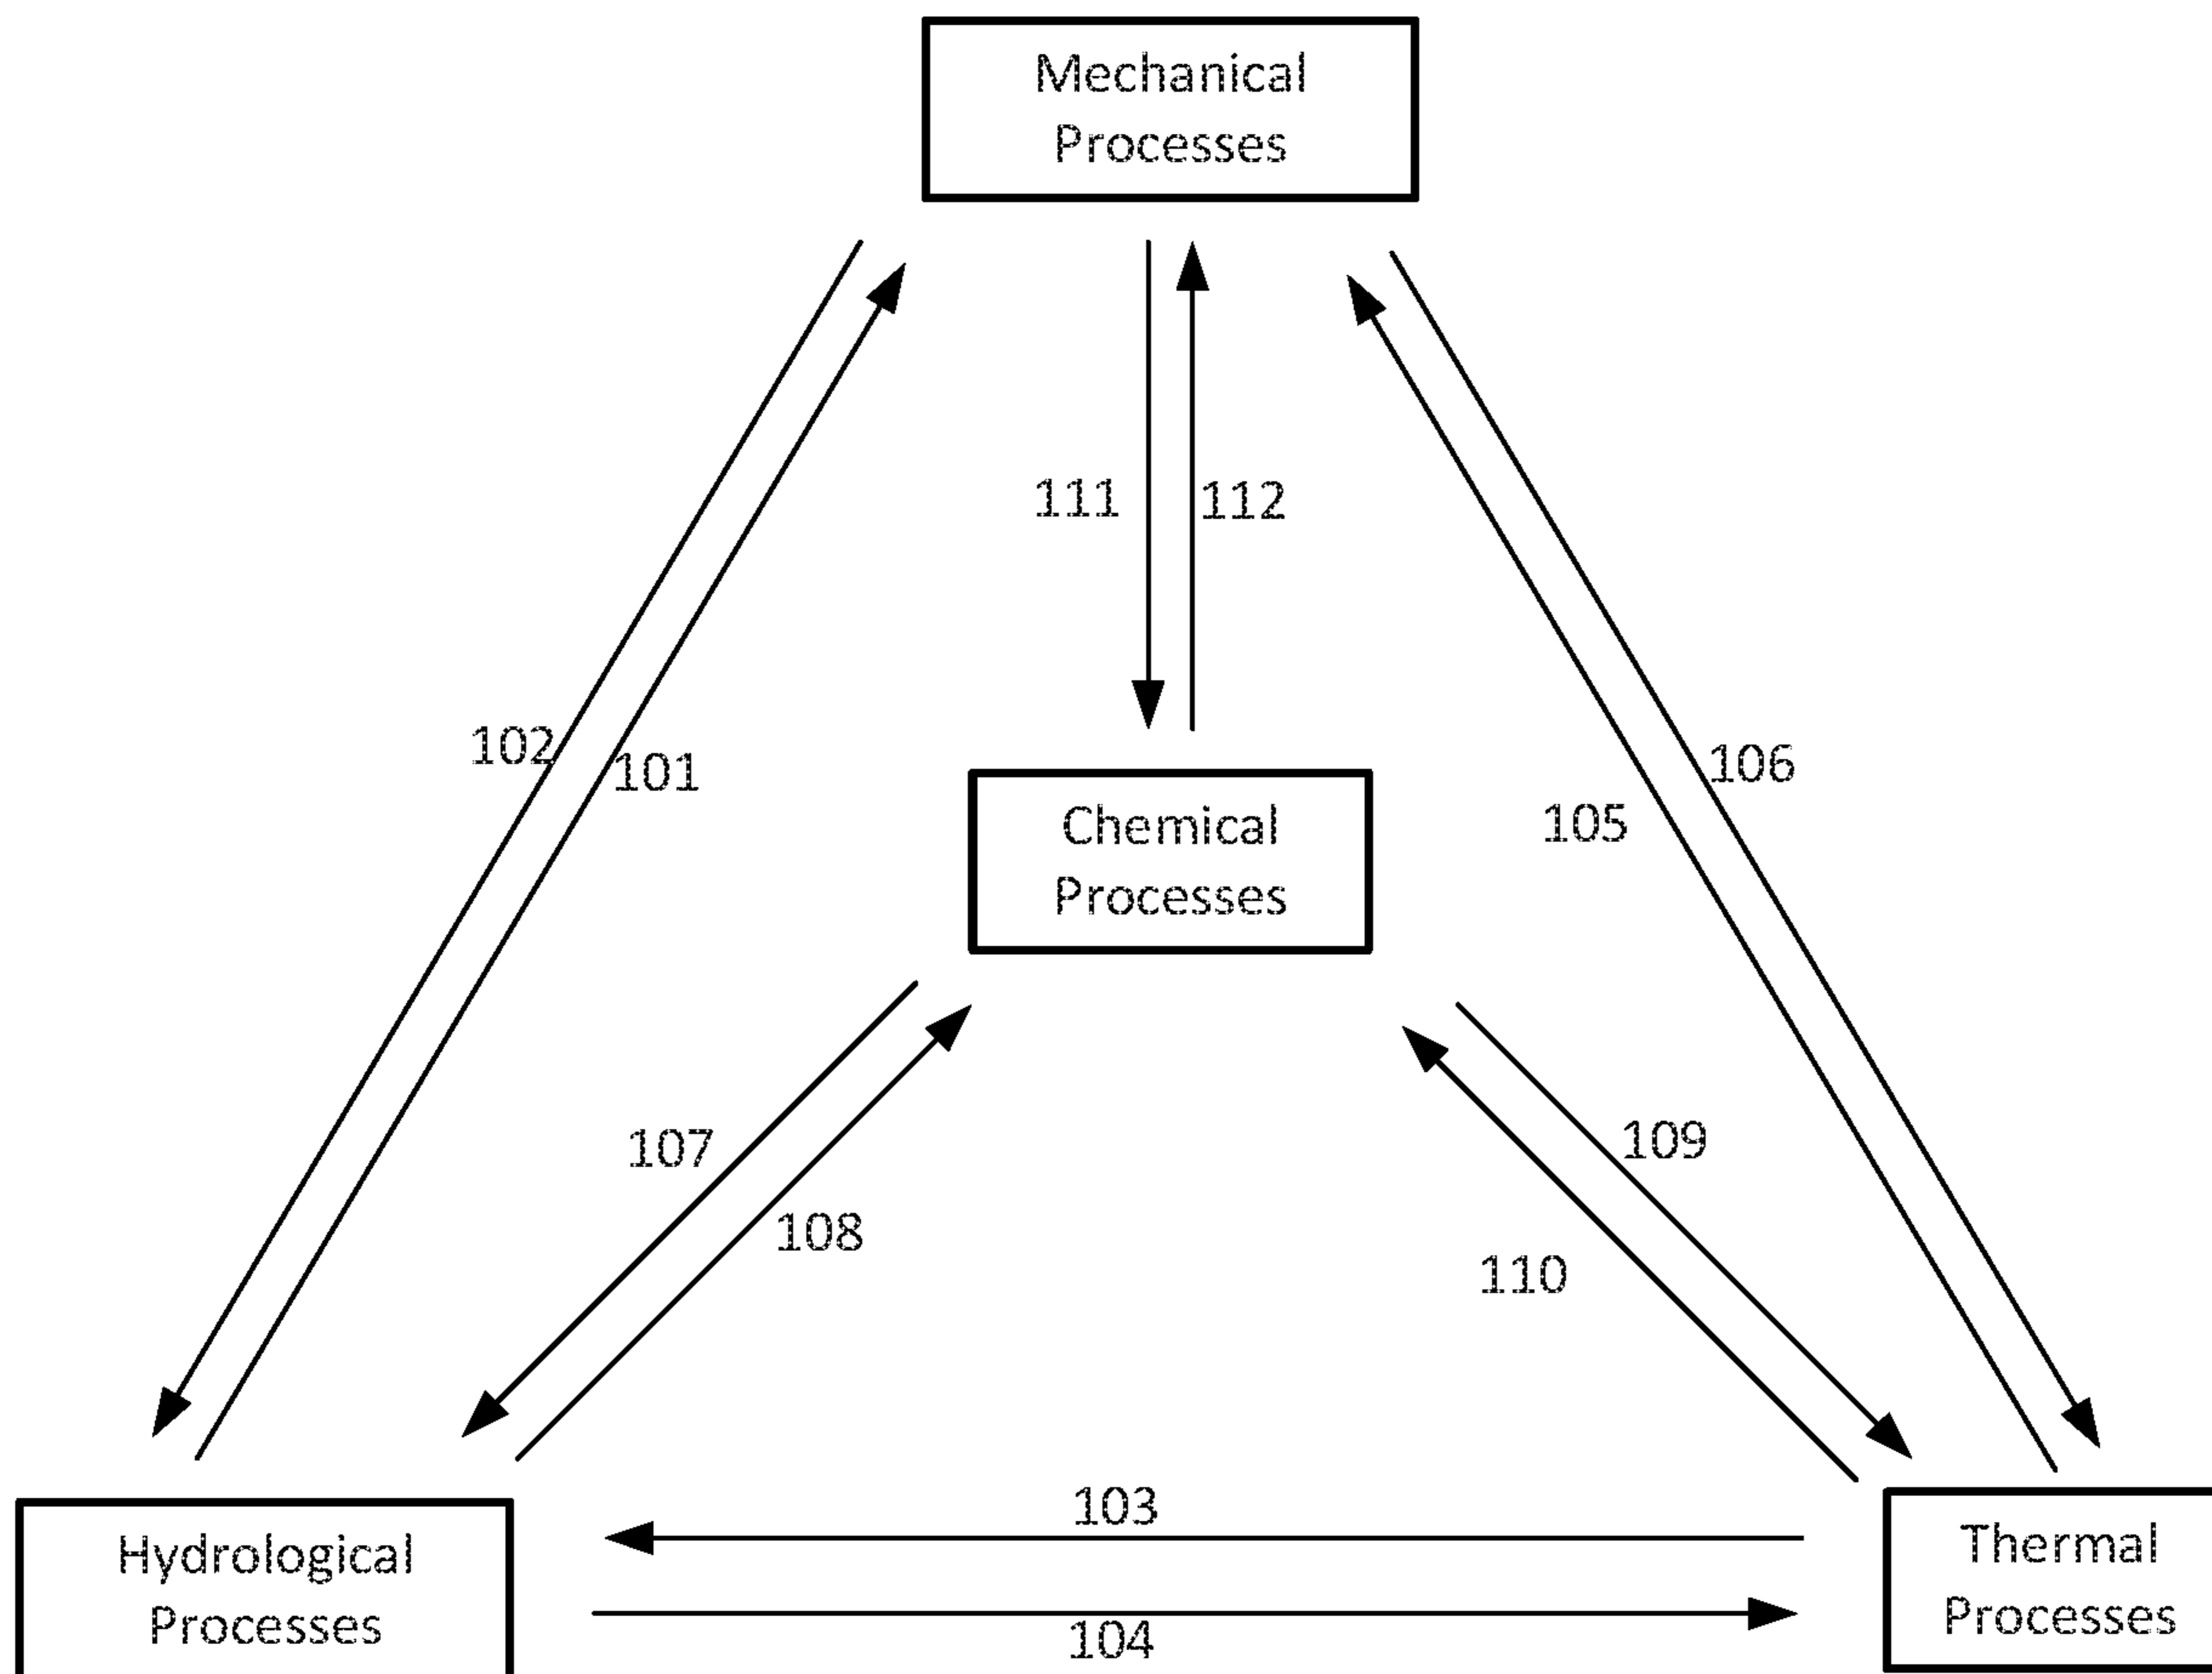 Mechanical
Processes
111
112
102
101
106
105
Chemical
Processes
107
109
108
110
103
Hydrological
Processes
Thermal
Processes
104